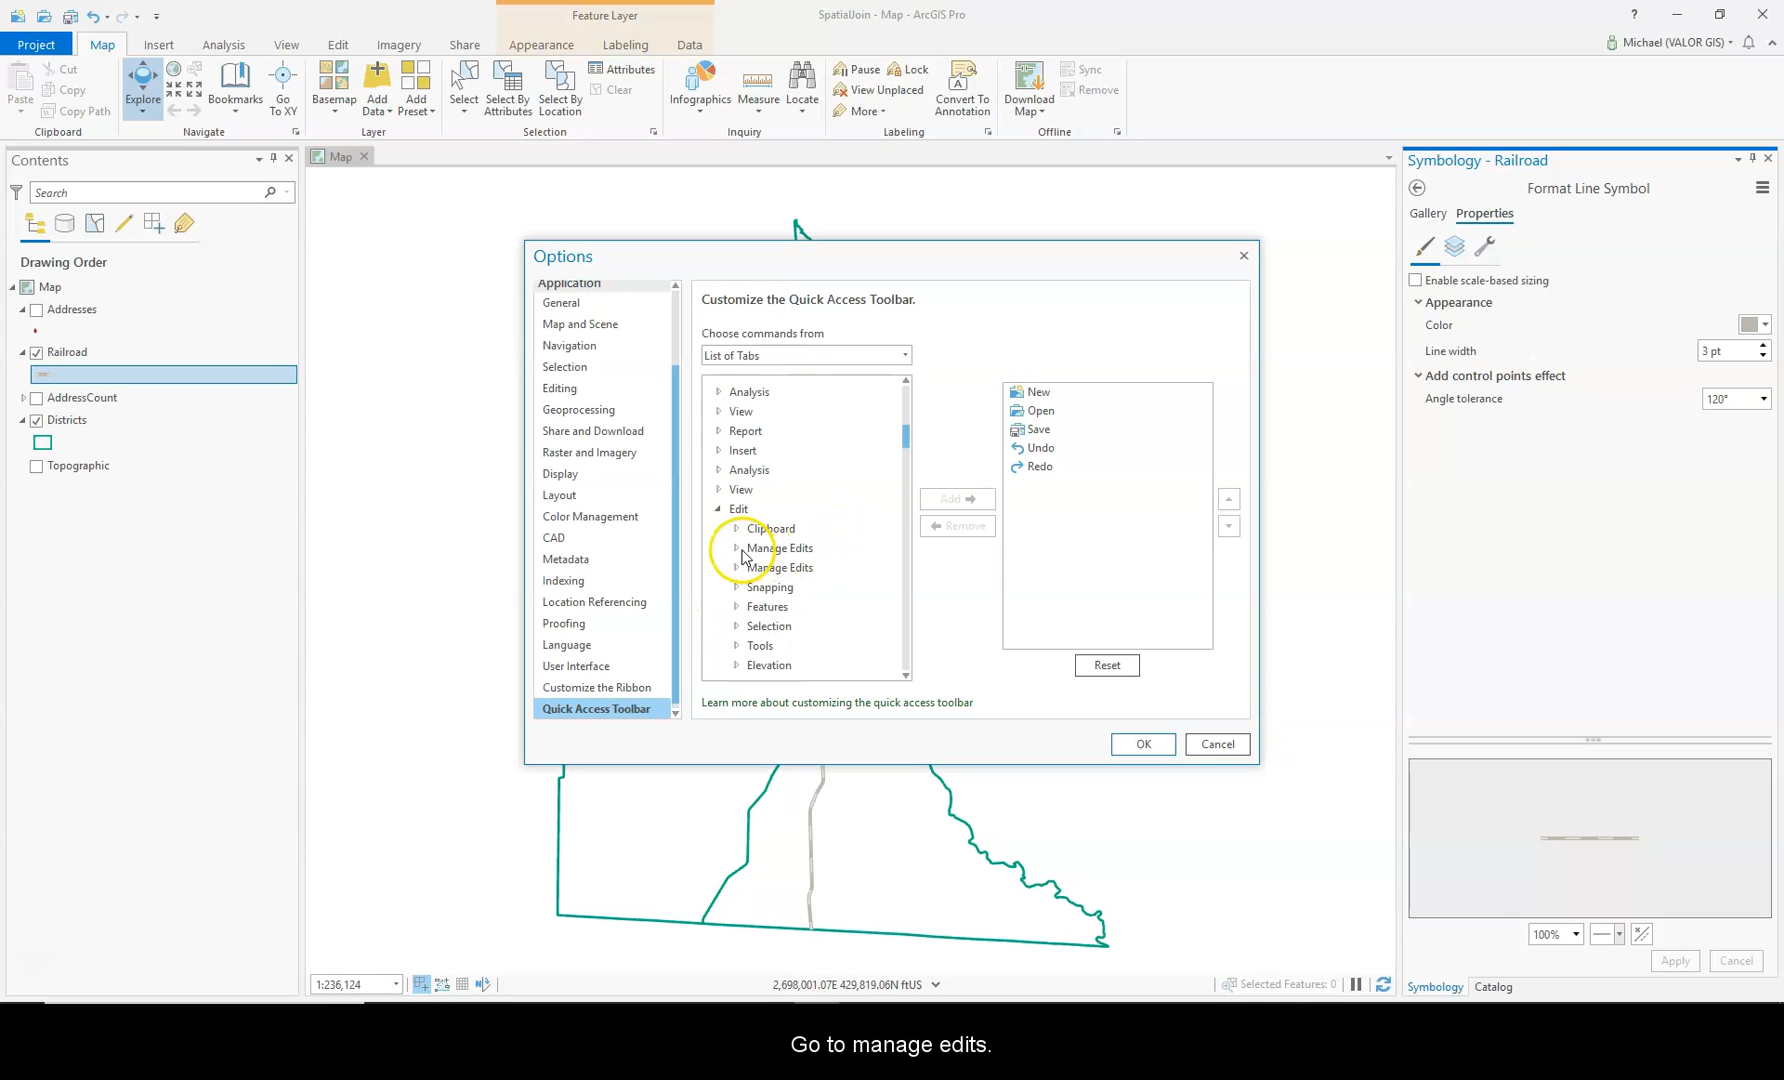 Feature Layer
SpatialJoin - Map - ArcGIS Pro
?
Project Map Insert Analysis View Edit Imagery Share Appearance Labeling Data
Michael (VALOR GIS)
Paste
Cut
Copy
Copy Path
Clipboard
Explore
Bookmarks
Go To XY
Navigate
Basemap
Add Data
Add Preset
Layer
Select
Select By Attributes
Select By Location
Attributes
Clear
Selection
Infographics
Measure
Locate
Inquiry
Pause
Lock
View Unplaced
More
Convert To Annotation
Labeling
Download Map
Sync
Remove
Offline
Contents
Search
Drawing Order
Map
Addresses
Railroad
AddressCount
Districts
Topographic
Map
Options
Application
General
Map and Scene
Navigation
Selection
Editing
Geoprocessing
Share and Download
Raster and Imagery
Display
Layout
Color Management
CAD
Metadata
Indexing
Location Referencing
Proofing
Language
User Interface
Customize the Ribbon
Quick Access Toolbar
Customize the Quick Access Toolbar.
Choose commands from
List of Tabs
Analysis
View
Report
Insert
Analysis
View
Edit
Clipboard
Manage Edits
Manage Edits
Snapping
Features
Selection
Tools
Elevation
Add
Remove
New
Open
Save
Undo
Redo
Reset
Learn more about customizing the quick access toolbar
OK
Cancel
Symbology - Railroad
Format Line Symbol
Gallery Properties
Enable scale-based sizing
Appearance
Color
Line width 3 pt
Add control points effect
Angle tolerance 120°
100%
Apply Cancel
Symbology Catalog
1:236,124
2,698,001.07E 429,819.06N ftUS
Selected Features: 0
Go to manage edits.